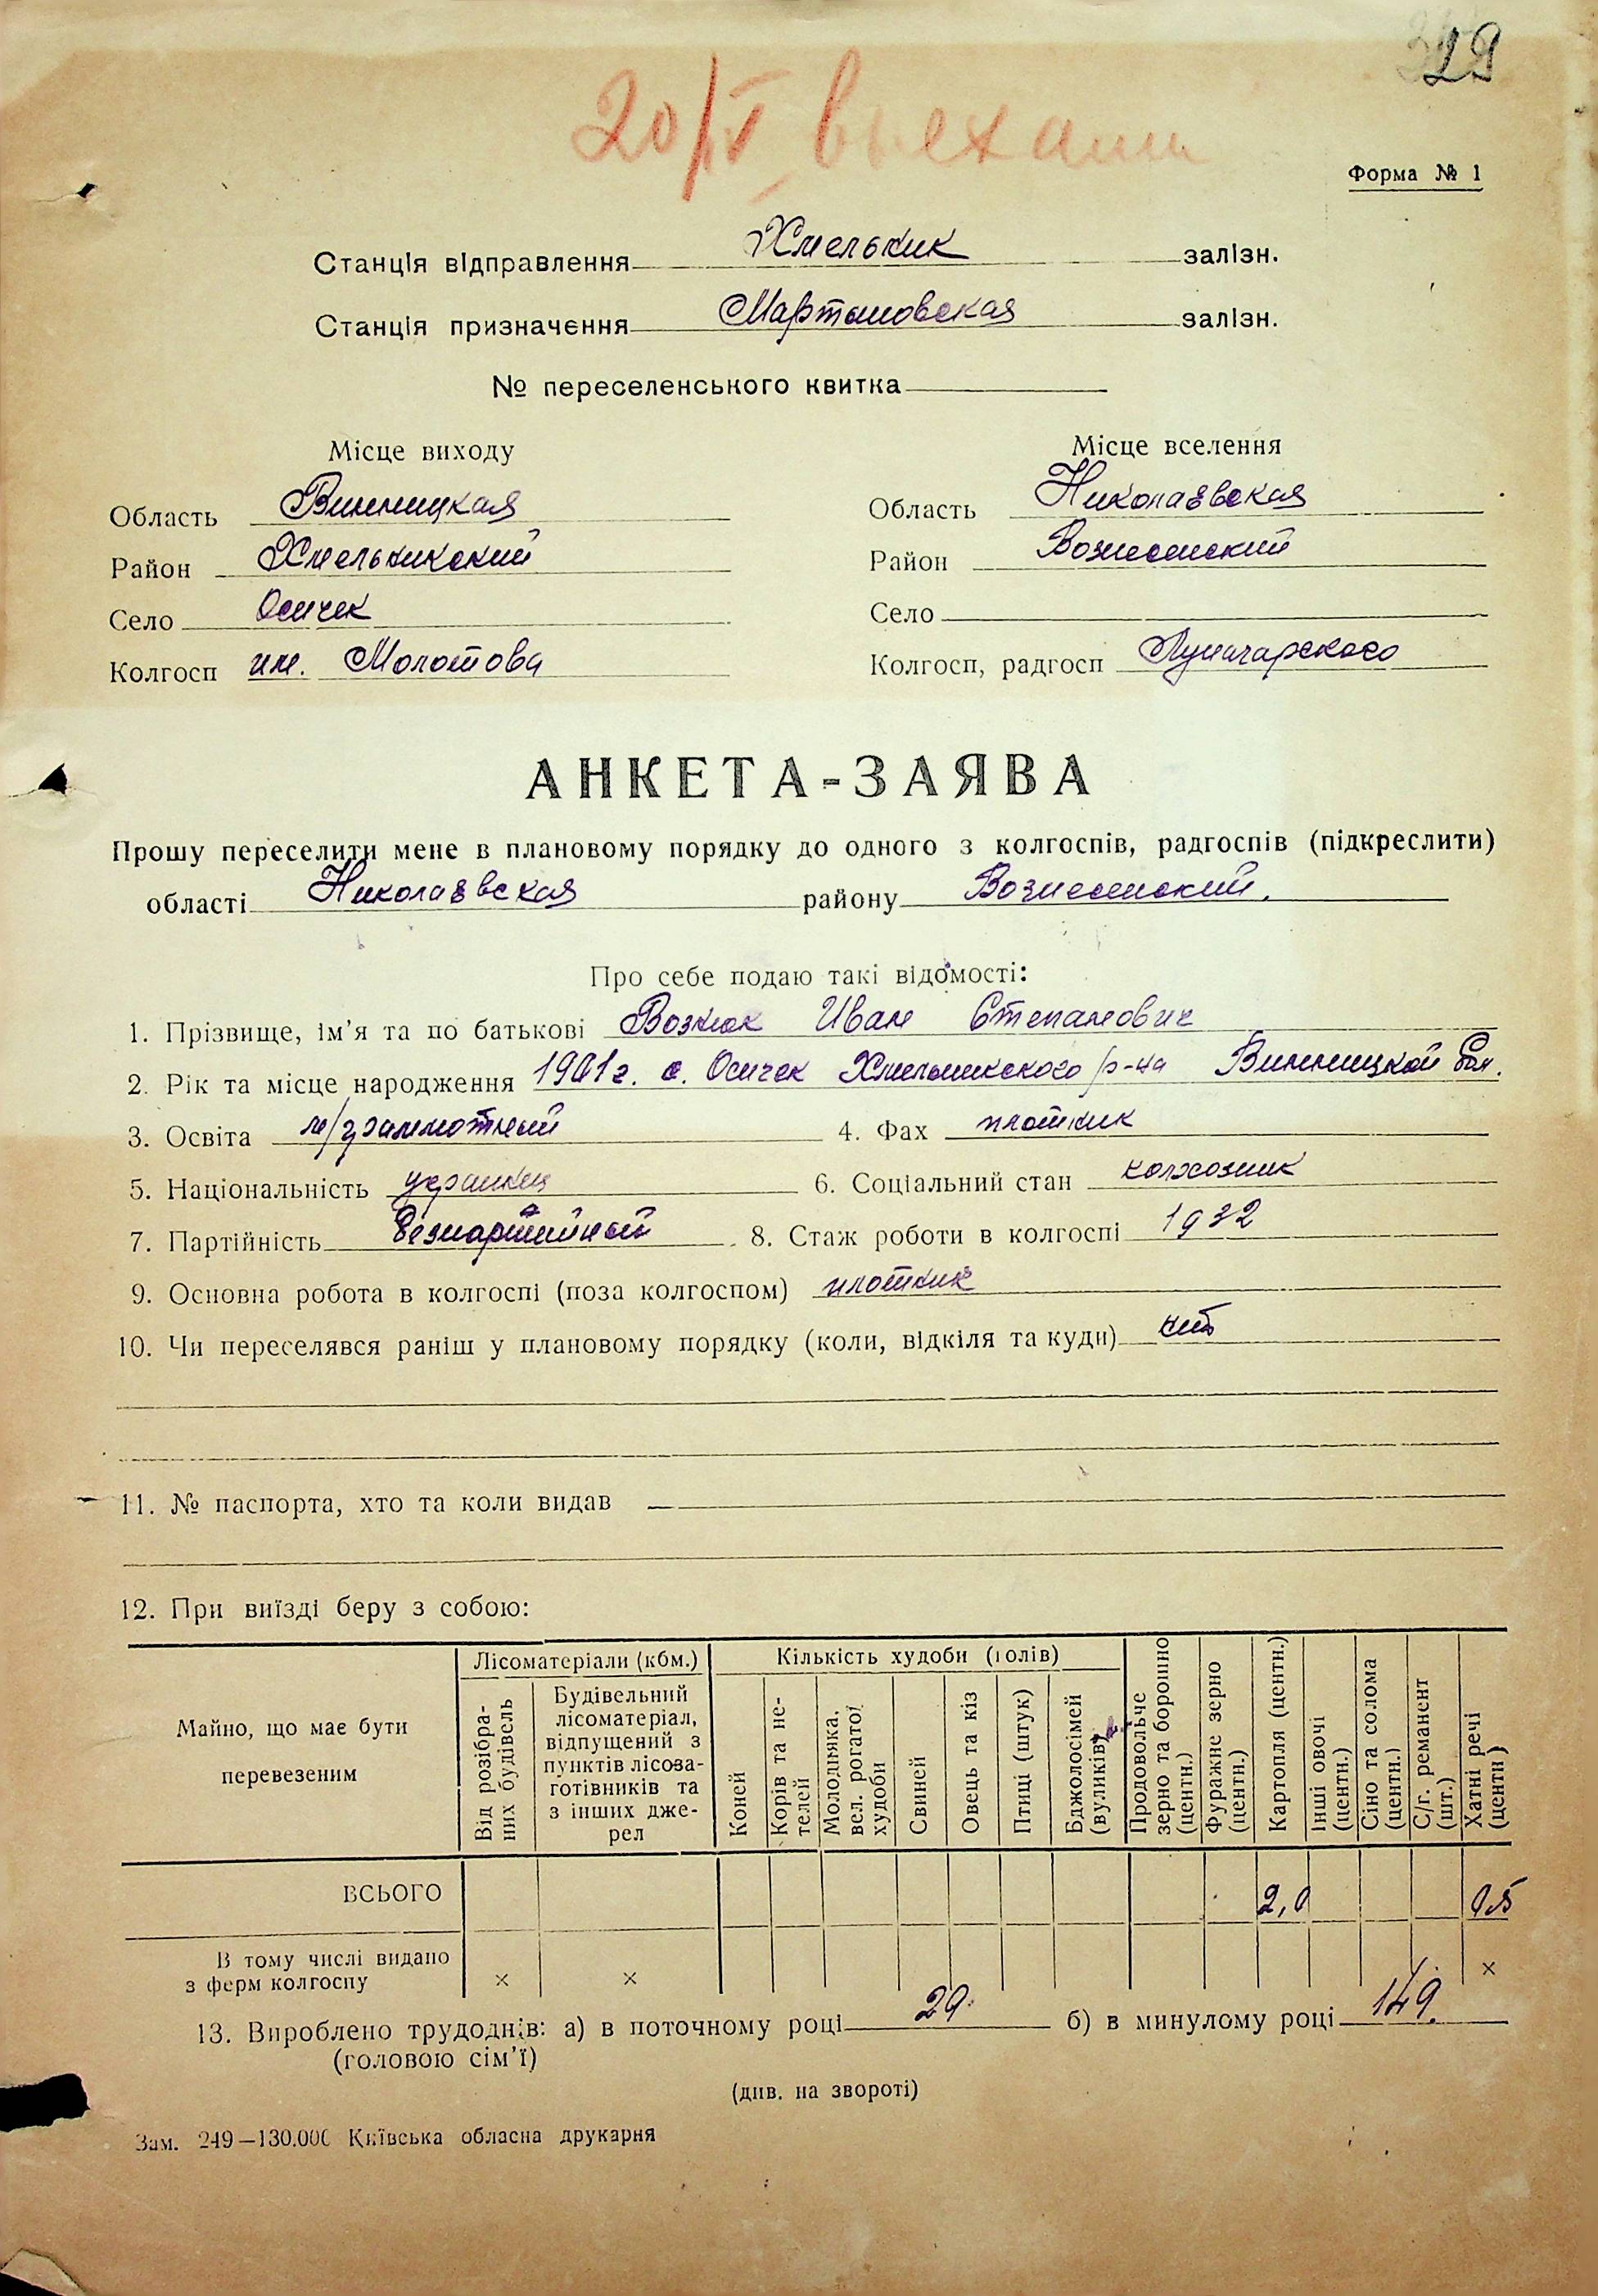 29
20/IV выехали
Форма № 1
Станція відправлення Хмельник залізн.
Станція призначення Мартыновская залізн.
№ переселенського квитка
Місце виходу
Місце вселення
Область Винницкая
Область Николаевская
Район Хмельникский
Район Вознесенский
Село Осичек
Село
Колгосп им. Молотова
Колгосп, радгосп Луначарского
АНКЕТА-ЗАЯВА
Прошу переселити мене в плановому порядку до одного з колгоспів, радгоспів (підкреслити)
області Николаевская району Вознесенский.
Про себе подаю такі відомості:
1. Прізвище, ім'я та по батькові Вознюк Иван Степанович
2. Рік та місце народження с. Осичек Хмельникского р-на Винницкой обл.
3. Освіта м/грамотный 4. Фах плотник
5. Національність украинец 6. Соціальний стан колхозник
7. Партійність безпартийный 8. Стаж роботи в колгоспі 1932
9. Основна робота в колгоспі (поза колгоспом) плотник
10. Чи переселявся раніш у плановому порядку (коли, відкіля та куди) нет
11. № паспорта, хто та коли видав
12. При виїзді беру з собою:
Майно, що має бути перевезеним
Лісоматеріали (кбм.)
Від розібраних будівель
Будівельний лісоматеріал, відпущений з пунктів лісозаготівників та з інших джерел
Кількість худоби (голів)
Коней
Корів та нетелей
Молодняка, вел. рогатої худоби
Свиней
Овець та кіз
Птиці (штук)
Бджолосімей (вуликів)
Продовольче зерно та борошно (центн.)
Фуражне зерно (центн.)
Картопля (центн.)
Інші овочі (центн.)
Сіно та солома (центн.)
С/г. реманент (шт.)
Хатні речі (центн)
ВСЬОГО 2,0 0,5
В тому числі видано з ферм колгоспу × × ×
13. Вироблено трудоднів: а) в поточному році 29. б) в минулому році 149.
(головою сім'ї)
(див. на звороті)
Зам. 249—130.000 Київська обласна друкарня